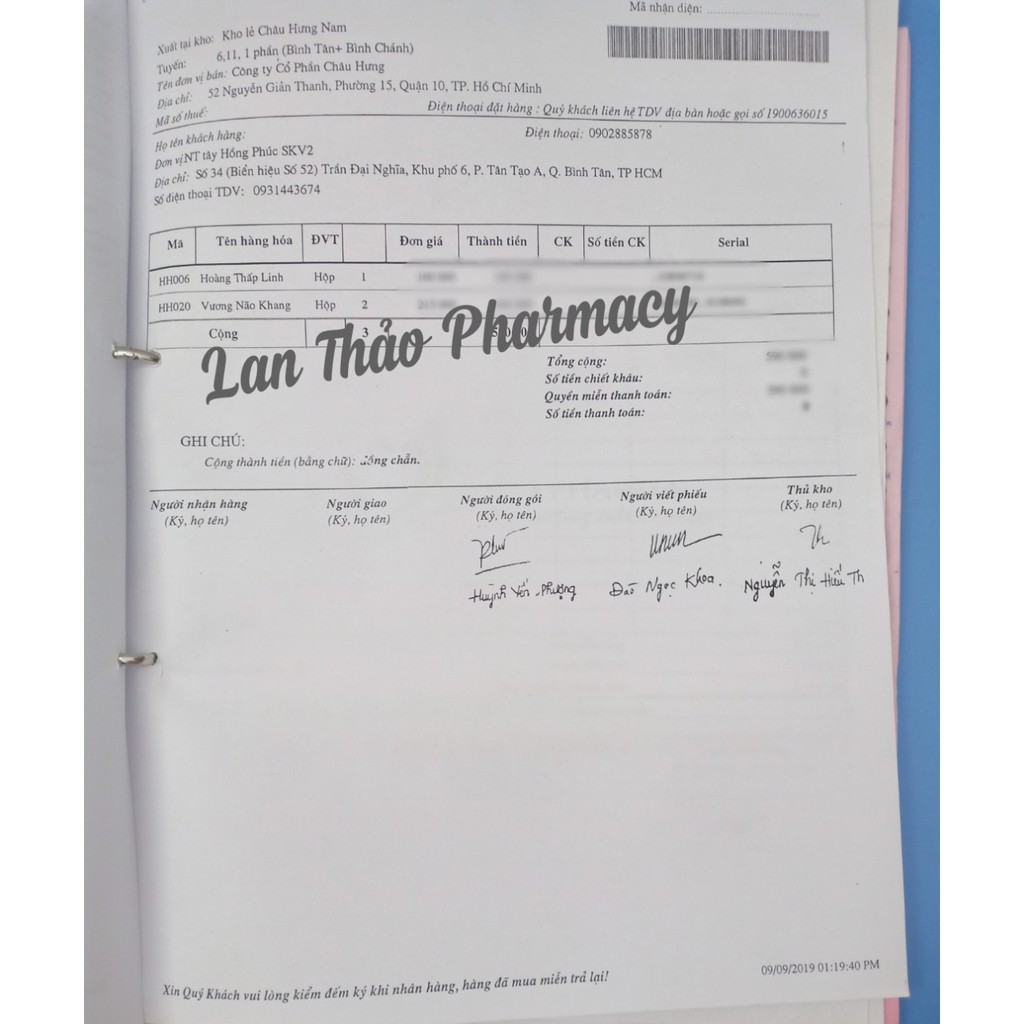 Mã nhận diện:
Xuất tại kho: Kho lẻ Châu Hưng Nam
Tuyến: 6,11, 1 phần (Bình Tân+ Bình Chánh)
Tên đơn vị bán: Công ty Cổ Phần Châu Hưng
Địa chỉ: 52 Nguyễn Giản Thanh, Phường 15, Quận 10, TP. Hồ Chí Minh
Mã số thuế:
Điện thoại đặt hàng : Quý khách liên hệ TDV địa bàn hoặc gọi số 1900636015
Họ tên khách hàng: Điện thoại: 0902885878
Đơn vị NT tây Hồng Phúc SKV2
Địa chỉ: Số 34 (Biển hiệu Số 52) Trần Đại Nghĩa, Khu phố 6, P. Tân Tạo A, Q. Bình Tân, TP HCM
Số điện thoại TDV: 0931443674
Mã Tên hàng hóa ĐVT Đơn giá Thành tiền CK Số tiền CK Serial
HH006 Hoàng Thấp Linh Hộp 1
HH020 Vương Não Khang Hộp 2
Cộng 3
Lan Thảo Pharmacy
Tổng cộng:
Số tiền chiết khấu:
Quyền miễn thanh toán:
Số tiền thanh toán:
GHI CHÚ:
Cộng thành tiền (bằng chữ): đồng chẵn.
Người nhận hàng Người giao Người đóng gói Người viết phiếu Thủ kho
(Ký, họ tên) (Ký, họ tên) (Ký, họ tên) (Ký, họ tên) (Ký, họ tên)
Huỳnh Yến Phượng Đào Ngọc Khoa. Nguyễn Thị Hiếu Th
09/09/2019 01:19:40 PM
Xin Quý Khách vui lòng kiểm đếm ký khi nhân hàng, hàng đã mua miễn trả lại!